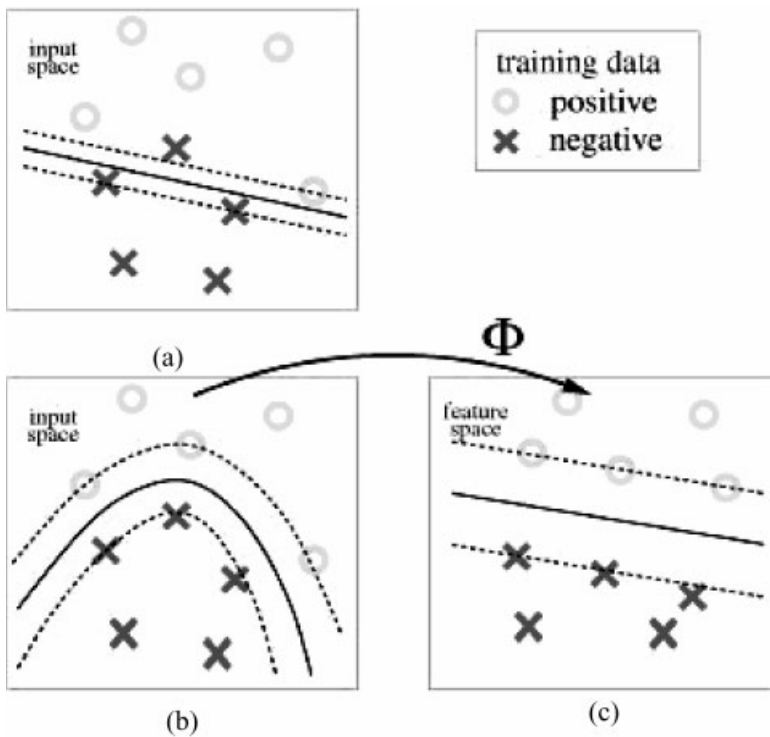 input
space
training data
positive
negative
(a)
Φ
input
space
feature
space
(b)
(c)